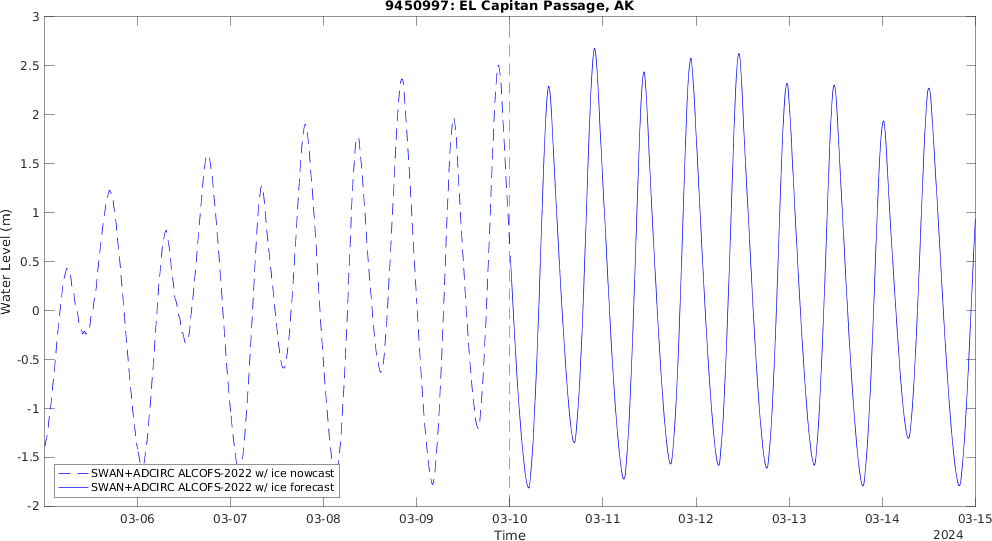 9450997: EL Capitan Passage, AK
3
2.5
2
1.5
1
0.5
0
-0.5
-1
-1.5
-2
Water Level (m)
SWAN+ADCIRC ALCOFS-2022 w/ ice nowcast
SWAN+ADCIRC ALCOFS-2022 w/ ice forecast
03-06 03-07 03-08 03-09 03-10 03-11 03-12 03-13 03-14 03-15
Time
2024